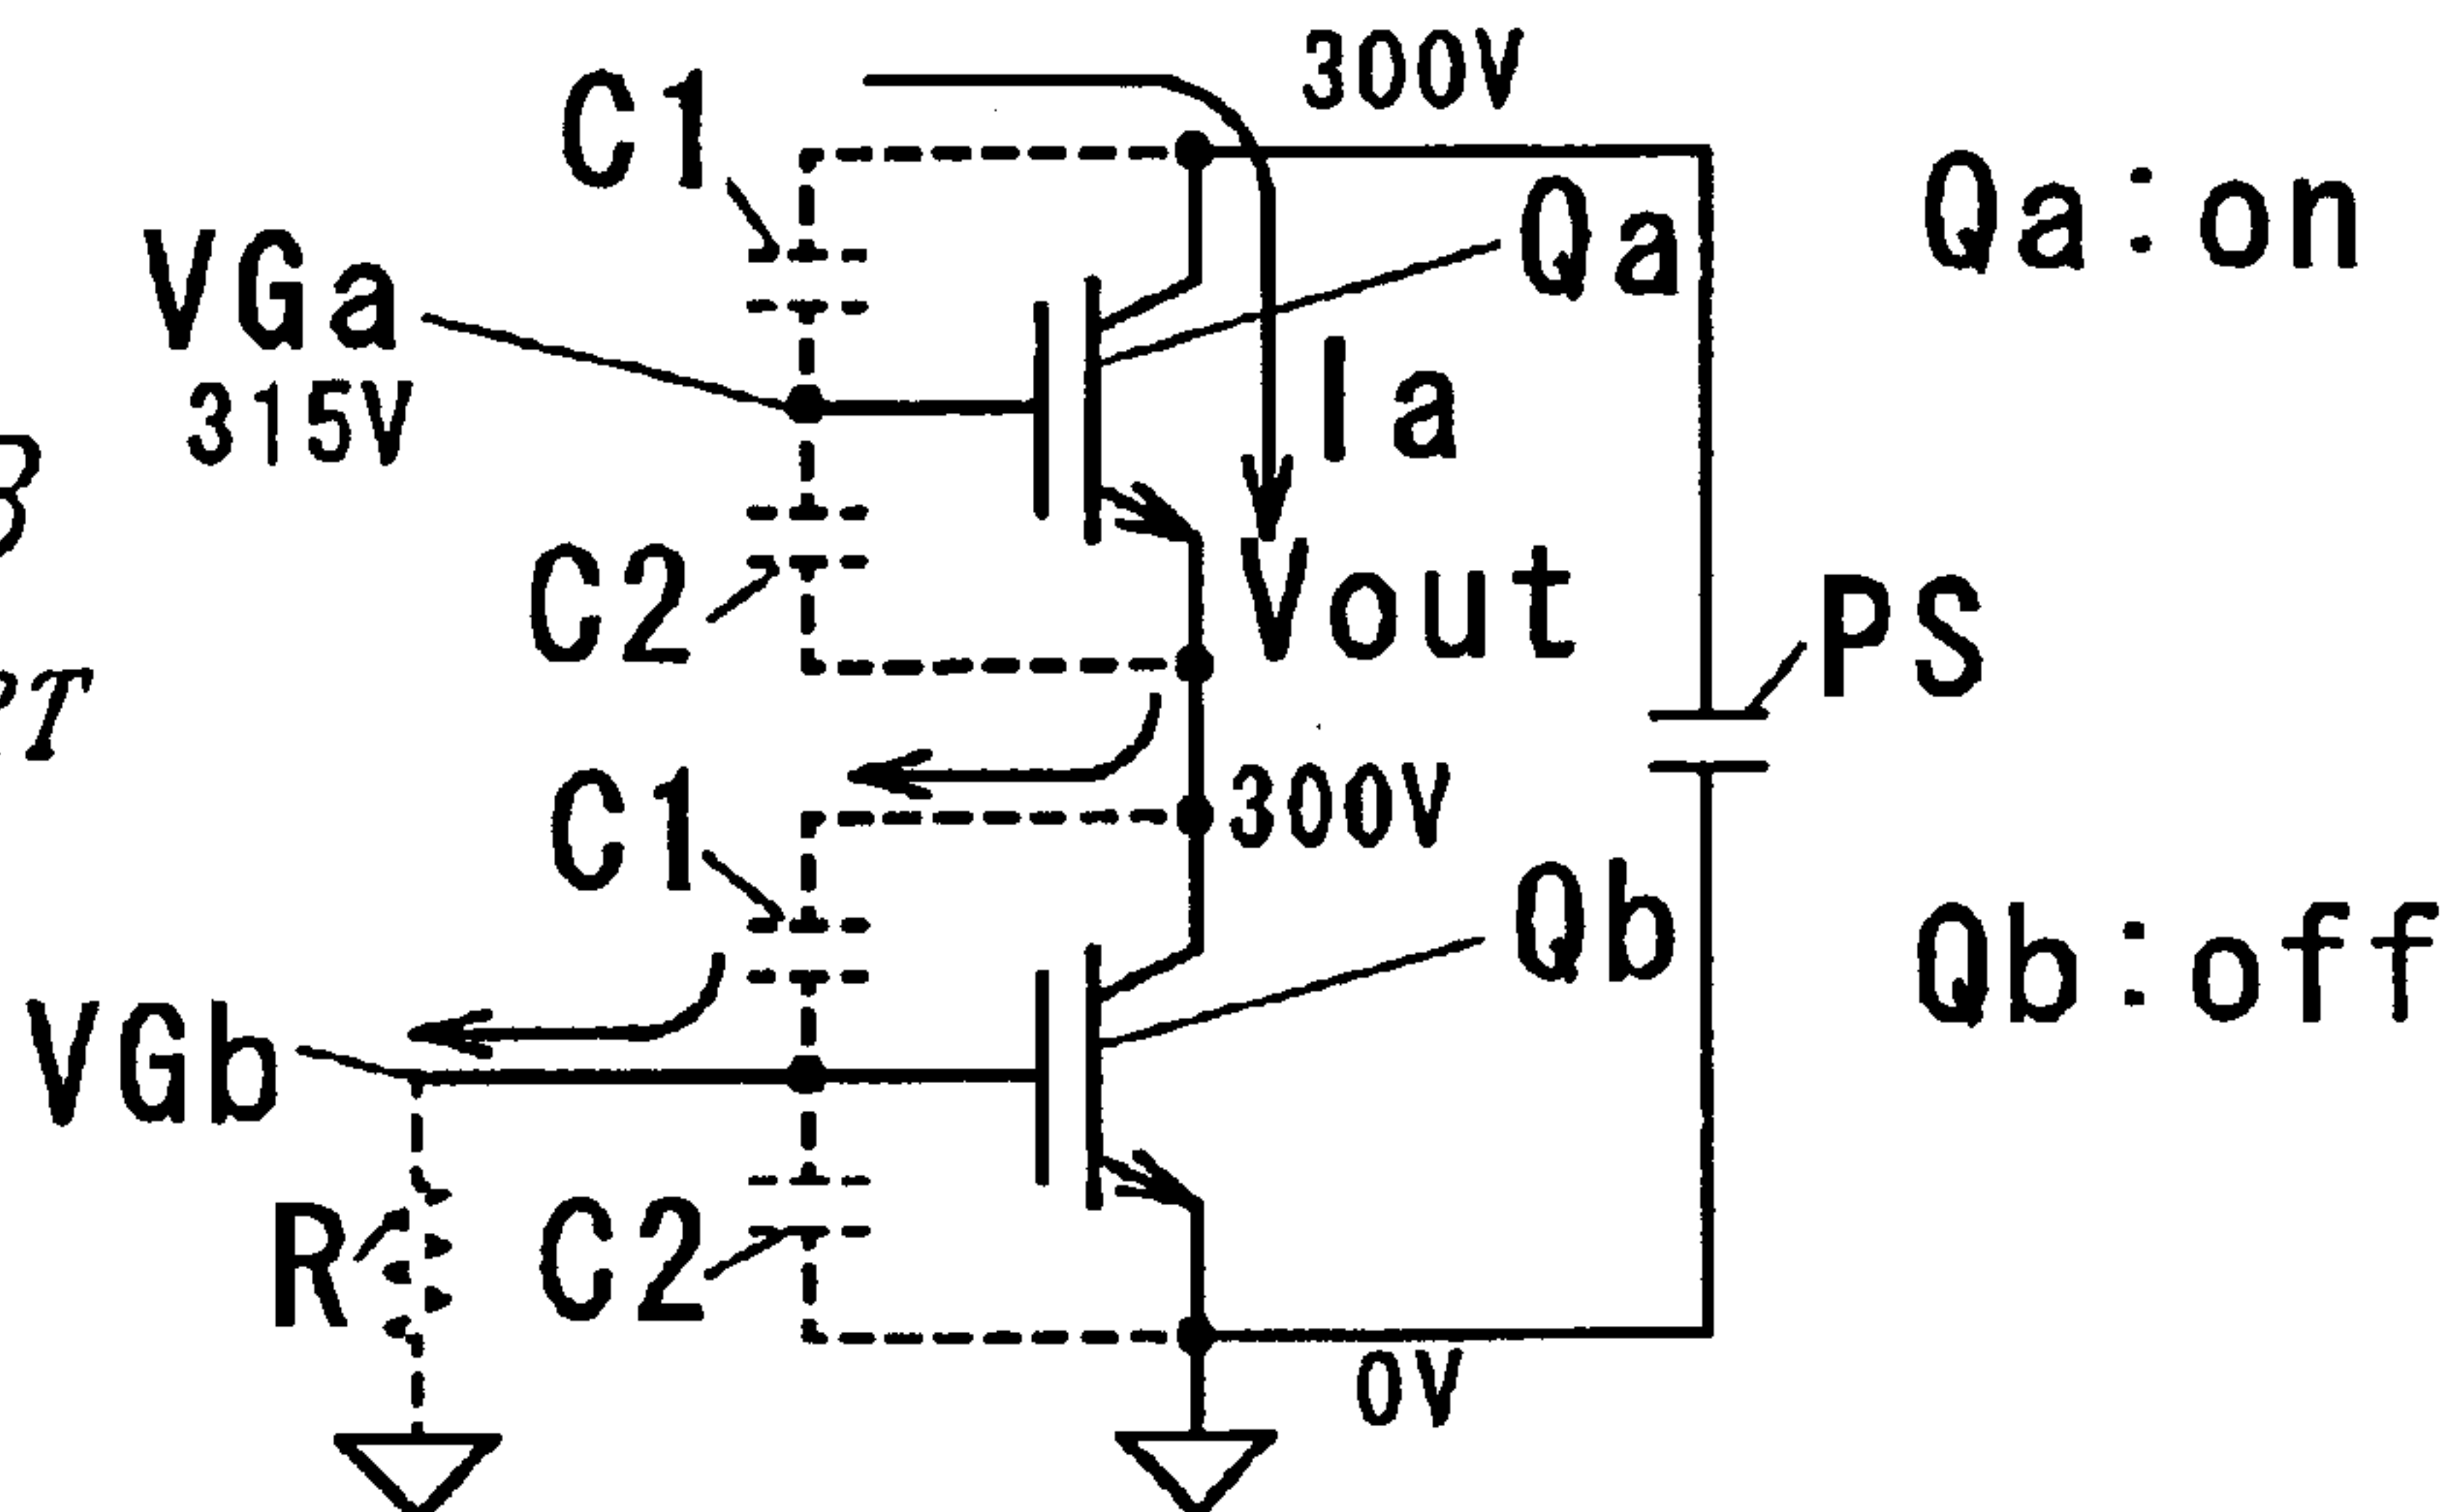 300V
C1
Qa
Qa:on
VGa
315V
Ia
C2
Vout
PS
C1
300V
Qb
Qb:off
VGb
R
C2
0V